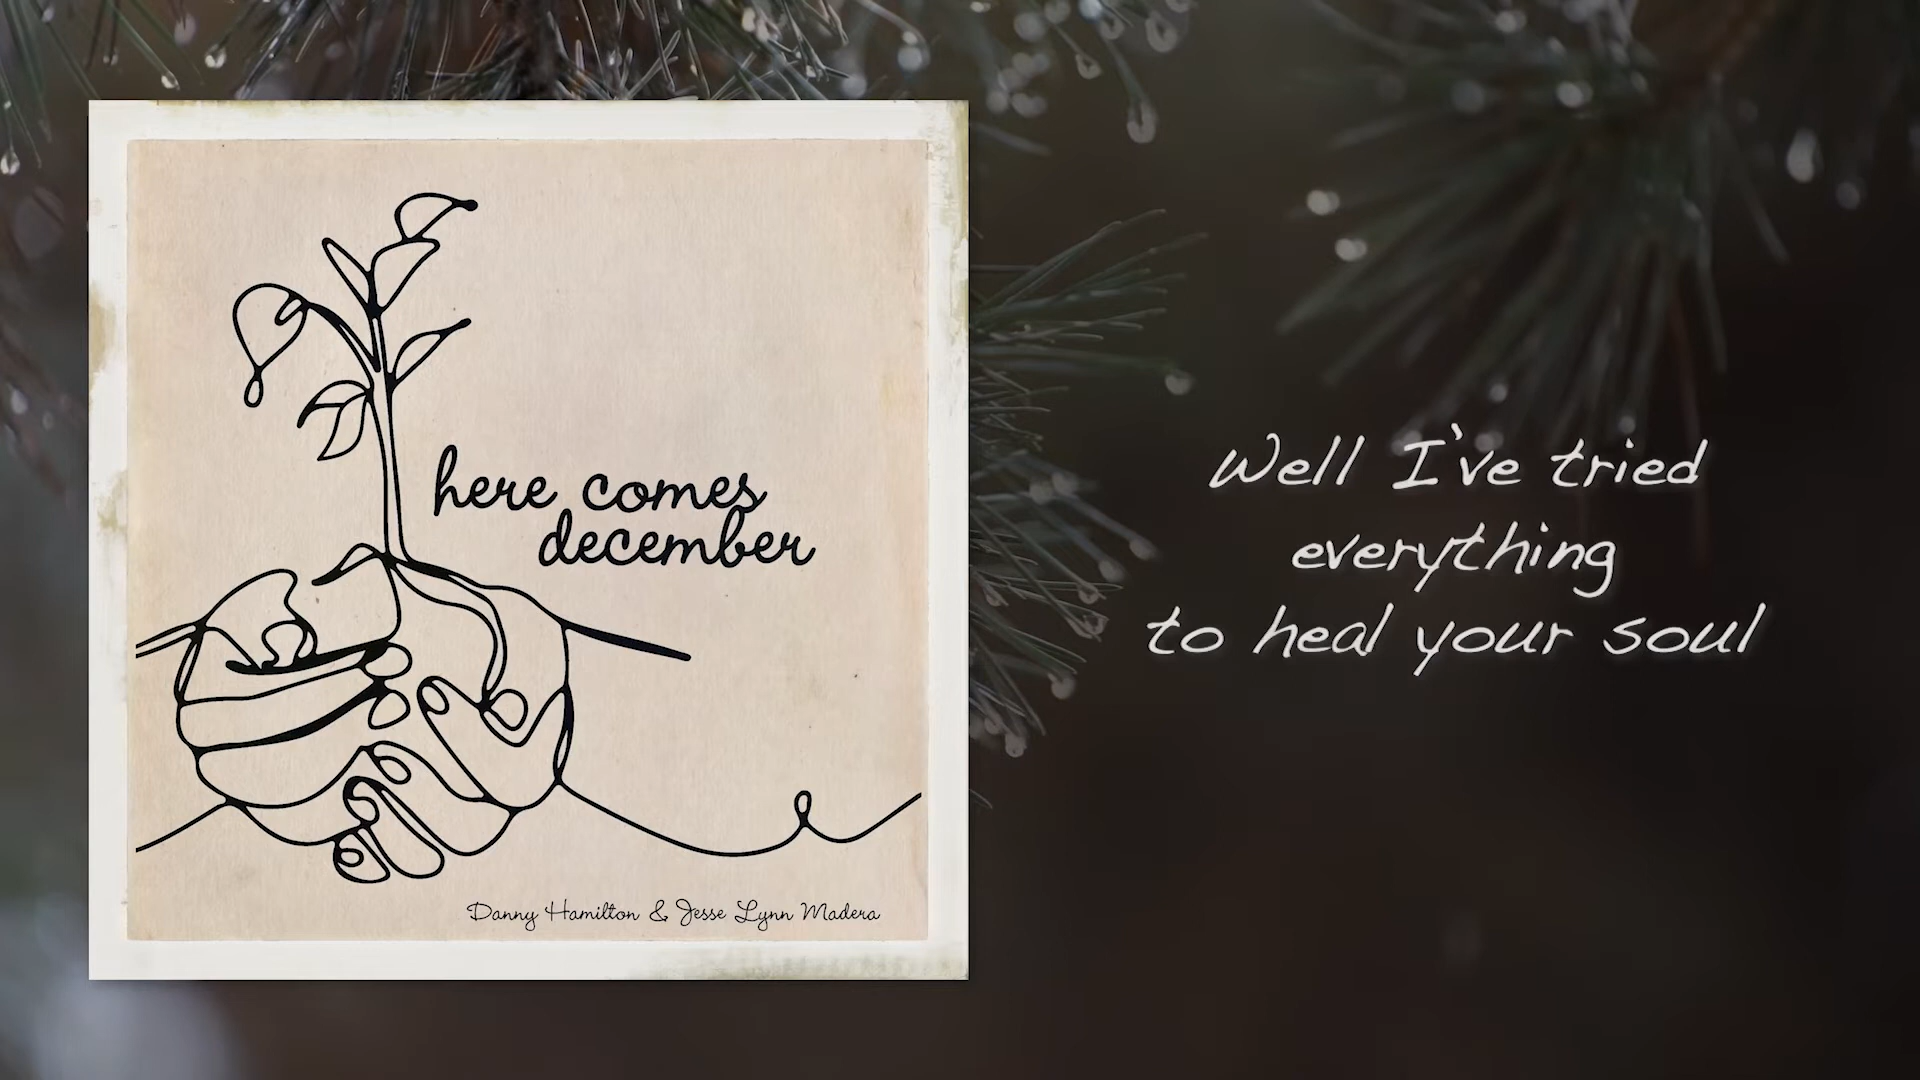 here comes
december
Danny Hamilton & Jesse Lynn Madera
Well I've tried
everything
to heal your soul